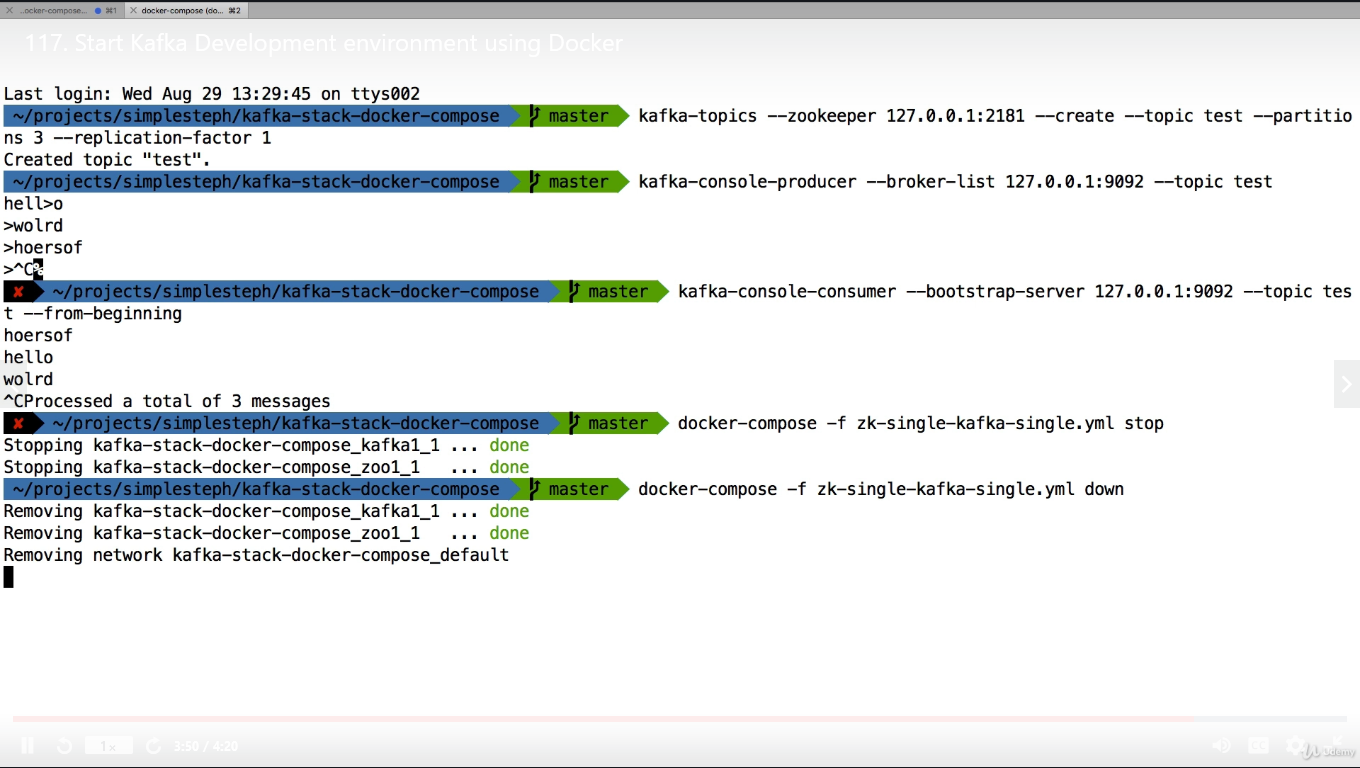 ..ocker-compose... ⌘1 docker-compose (do... ⌘2
117. Start Kafka Development environment using Docker
Last login: Wed Aug 29 13:29:45 on ttys002
~/projects/simplesteph/kafka-stack-docker-compose master kafka-topics --zookeeper 127.0.0.1:2181 --create --topic test --partitio
ns 3 --replication-factor 1
Created topic "test".
~/projects/simplesteph/kafka-stack-docker-compose master kafka-console-producer --broker-list 127.0.0.1:9092 --topic test
hell>o
>wolrd
>hoersof
>^C%
✘ ~/projects/simplesteph/kafka-stack-docker-compose master kafka-console-consumer --bootstrap-server 127.0.0.1:9092 --topic tes
t --from-beginning
hoersof
hello
wolrd
^CProcessed a total of 3 messages
✘ ~/projects/simplesteph/kafka-stack-docker-compose master docker-compose -f zk-single-kafka-single.yml stop
Stopping kafka-stack-docker-compose_kafka1_1 ... done
Stopping kafka-stack-docker-compose_zoo1_1 ... done
~/projects/simplesteph/kafka-stack-docker-compose master docker-compose -f zk-single-kafka-single.yml down
Removing kafka-stack-docker-compose_kafka1_1 ... done
Removing kafka-stack-docker-compose_zoo1_1 ... done
Removing network kafka-stack-docker-compose_default
1x 3:50 / 4:20
Udemy